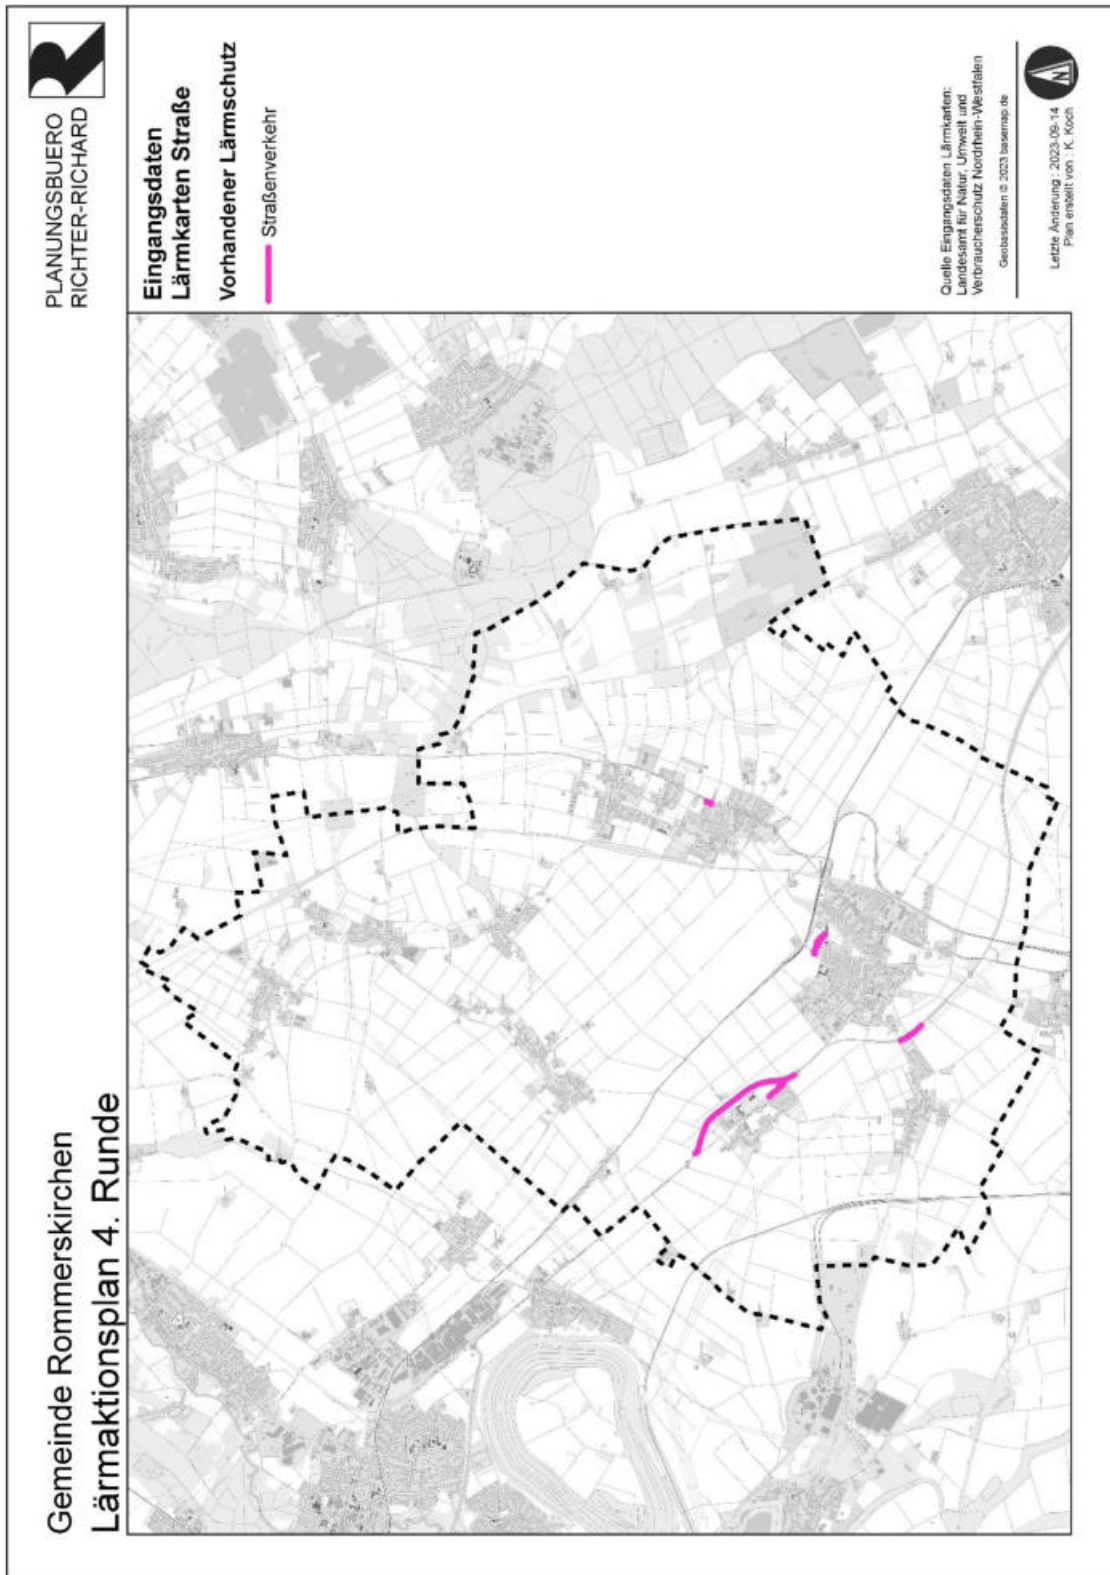 Gemeinde Rommerskirchen
Lärmaktionsplan 4. Runde
PLANUNGSBUERO
RICHTER-RICHARD
Eingangsdaten
Lärmkarten Straße
Vorhandener Lärmschutz
Straßenverkehr
Quelle Eingangsdaten Lärmkarten:
Landesamt für Natur, Umwelt und
Verbraucherschutz Nordrhein-Westfalen
Geobasisdaten © 2023 basemap.de
N
Letzte Änderung : 2023-09-14
Plan erstellt von : K. Koch